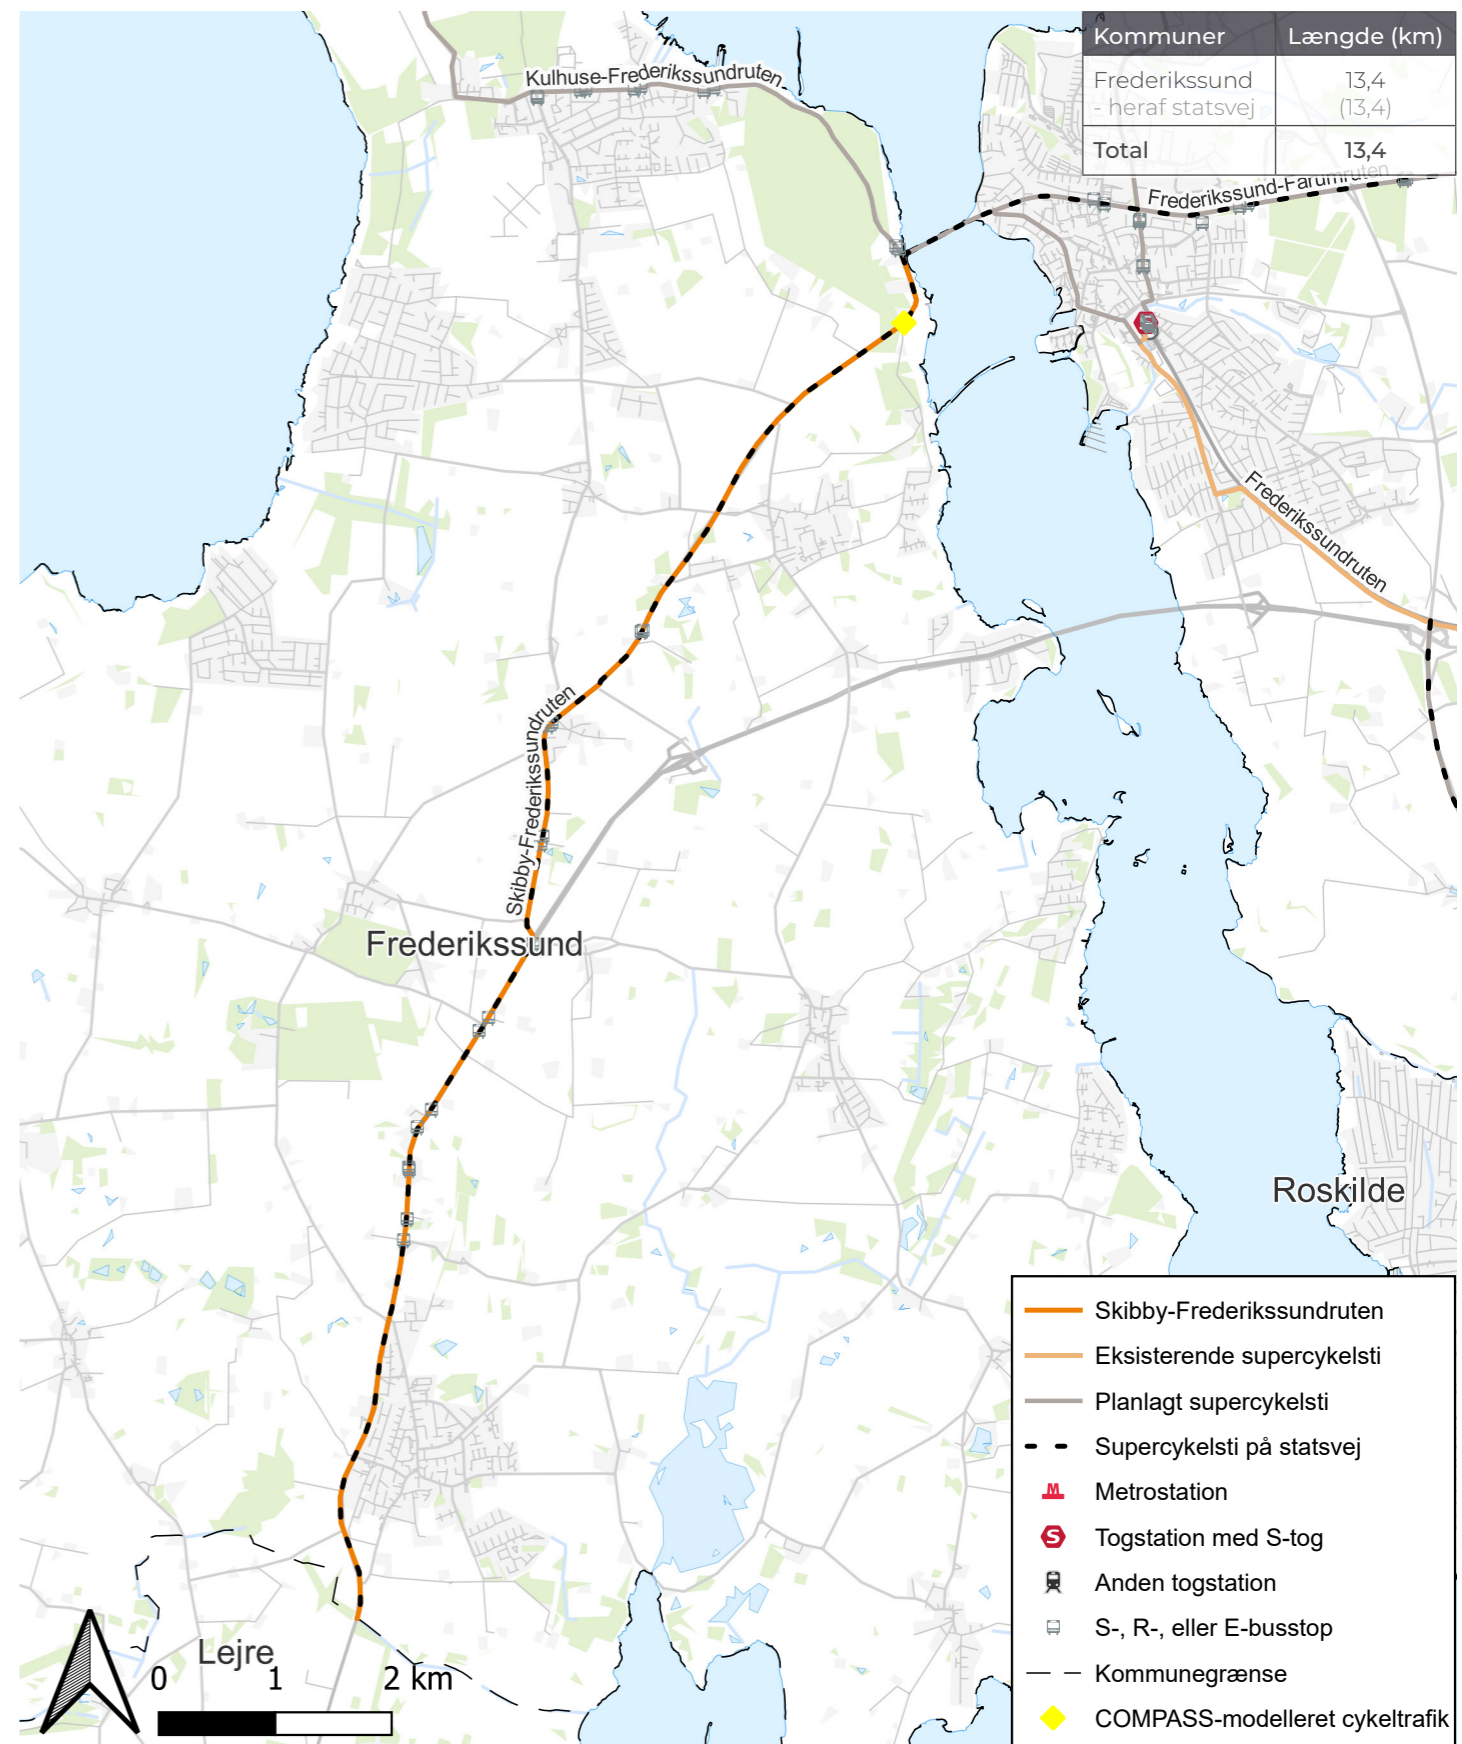 Kommuner Længde (km)
Frederikssund 13,4
- heraf statsvej (13,4)
Total 13,4
Kulhuse-Frederikssundruten
Frederikssund-Farumruten
Frederikssundruten
Skibby-Frederikssundruten
Frederikssund
Roskilde
Lejre
0 1 2 km
Skibby-Frederikssundruten
Eksisterende supercykelsti
Planlagt supercykelsti
Supercykelsti på statsvej
M Metrostation
S Togstation med S-tog
Anden togstation
S-, R-, eller E-busstop
Kommunegrænse
COMPASS-modelleret cykeltrafik